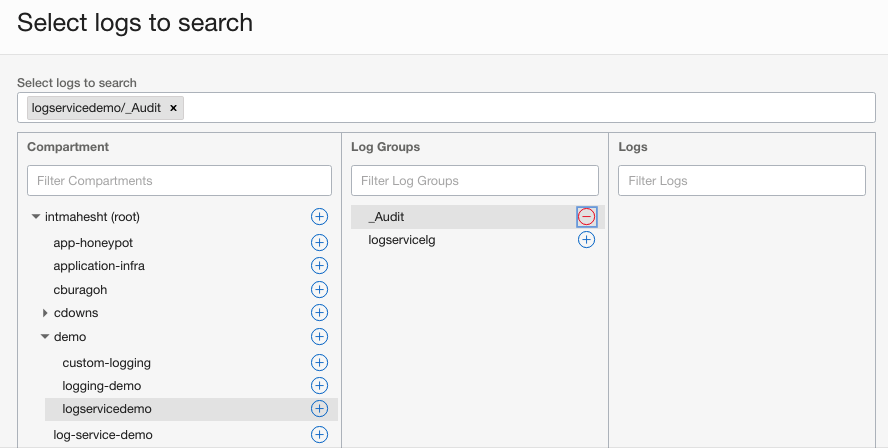 Select logs to search
Select logs to search
logservicedemo/_Audit ×
Compartment
Filter Compartments
intmahesht (root)
app-honeypot
application-infra
cburagoh
cdowns
demo
custom-logging
logging-demo
logservicedemo
log-service-demo
Log Groups
Filter Log Groups
_Audit
logservicelg
Logs
Filter Logs